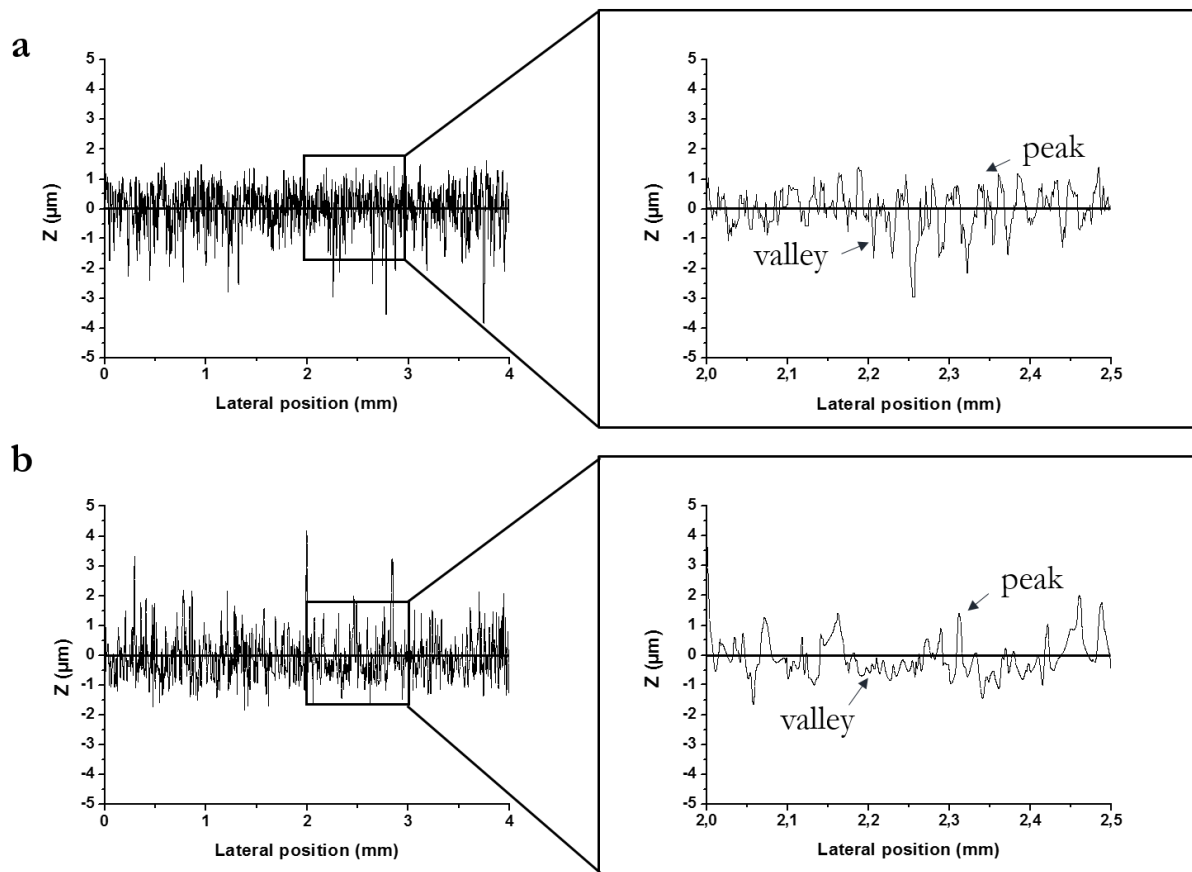 a
5
4
3
2
1
0
-1
-2
-3
-4
-5
Z (µm)
0 1 2 3 4
Lateral position (mm)
5
4
3
2
1
0
-1
-2
-3
-4
-5
Z (µm)
peak
valley
2,0 2,1 2,2 2,3 2,4 2,5
Lateral position (mm)
b
5
4
3
2
1
0
-1
-2
-3
-4
-5
Z (µm)
0 1 2 3 4
Lateral position (mm)
5
4
3
2
1
0
-1
-2
-3
-4
-5
Z (µm)
peak
valley
2,0 2,1 2,2 2,3 2,4 2,5
Lateral position (mm)